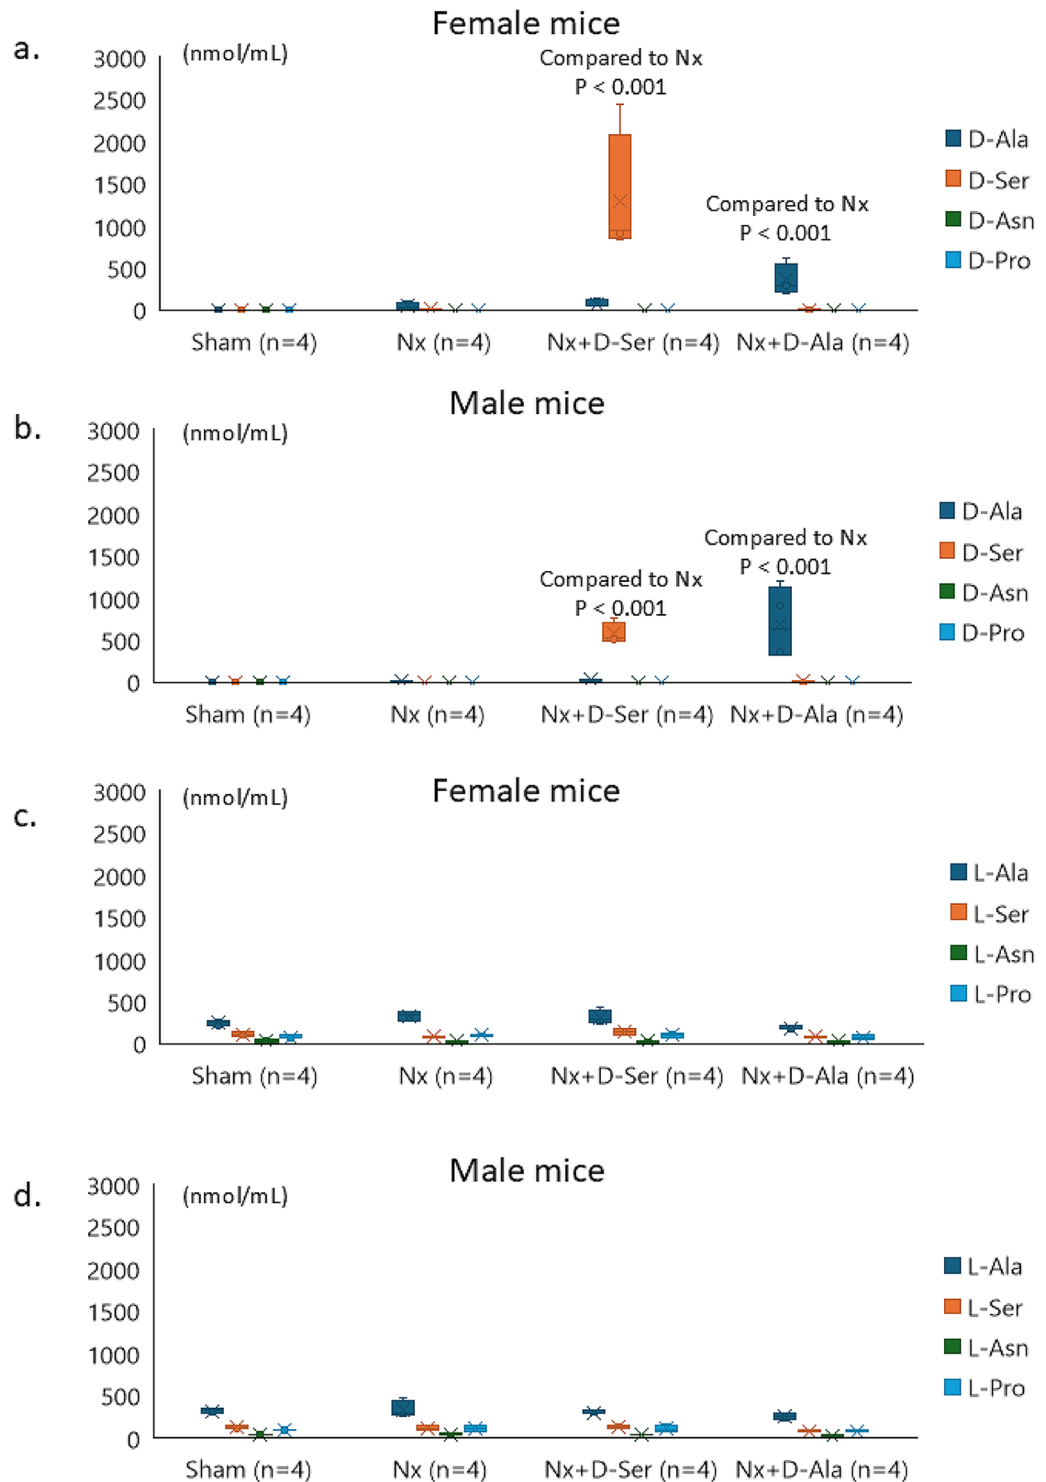 Female mice
a.
(nmol/mL)
3000
2500
2000
1500
1000
500
0
Compared to Nx
P < 0.001
Compared to Nx
P < 0.001
D-Ala
D-Ser
D-Asn
D-Pro
Sham (n=4)
Nx (n=4)
Nx+D-Ser (n=4)
Nx+D-Ala (n=4)
Male mice
b.
(nmol/mL)
3000
2500
2000
1500
1000
500
0
Compared to Nx
P < 0.001
Compared to Nx
P < 0.001
D-Ala
D-Ser
D-Asn
D-Pro
Sham (n=4)
Nx (n=4)
Nx+D-Ser (n=4)
Nx+D-Ala (n=4)
Female mice
c.
(nmol/mL)
3000
2500
2000
1500
1000
500
0
L-Ala
L-Ser
L-Asn
L-Pro
Sham (n=4)
Nx (n=4)
Nx+D-Ser (n=4)
Nx+D-Ala (n=4)
Male mice
d.
(nmol/mL)
3000
2500
2000
1500
1000
500
0
L-Ala
L-Ser
L-Asn
L-Pro
Sham (n=4)
Nx (n=4)
Nx+D-Ser (n=4)
Nx+D-Ala (n=4)